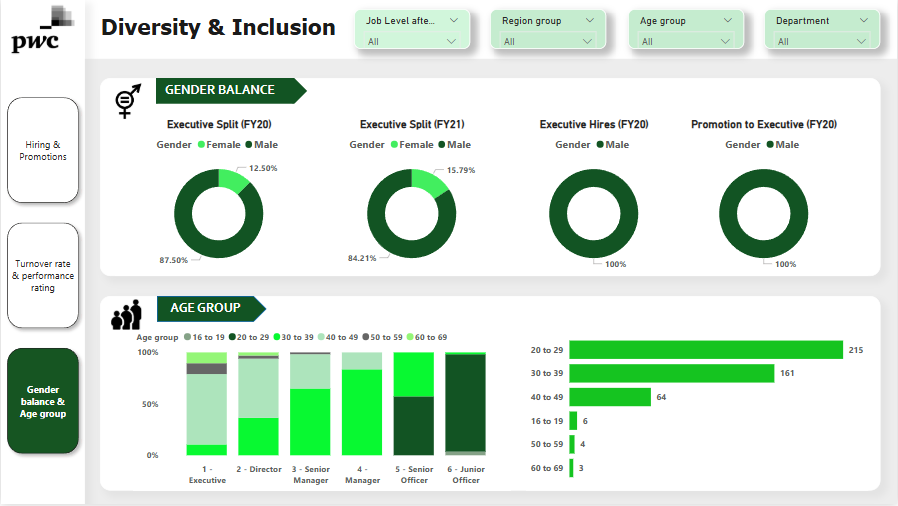 pwc
Diversity & Inclusion
Job Level afte...
All
Region group
All
Age group
All
Department
All
Hiring &
Promotions
Turnover rate
& performance
rating
Gender
balance &
Age group
GENDER BALANCE
Executive Split (FY20)
Gender Female Male
12.50%
87.50%
Executive Split (FY21)
Gender Female Male
15.79%
84.21%
Executive Hires (FY20)
Gender Male
100%
Promotion to Executive (FY20)
Gender Male
100%
AGE GROUP
Age group 16 to 19 20 to 29 30 to 39 40 to 49 50 to 59 60 to 69
100%
50%
0%
1 -
Executive
2 - Director
3 - Senior
Manager
4 -
Manager
5 - Senior
Officer
6 - Junior
Officer
20 to 29 215
30 to 39 161
40 to 49 64
16 to 19 6
50 to 59 4
60 to 69 3